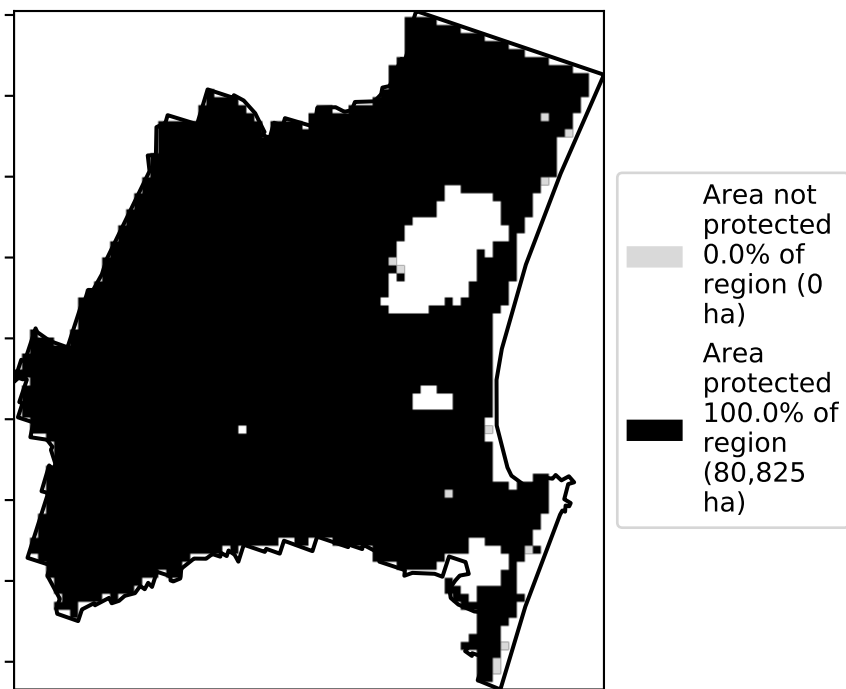 Area not
protected
0.0% of
region (0
ha)
Area
protected
100.0% of
region
(80,825
ha)